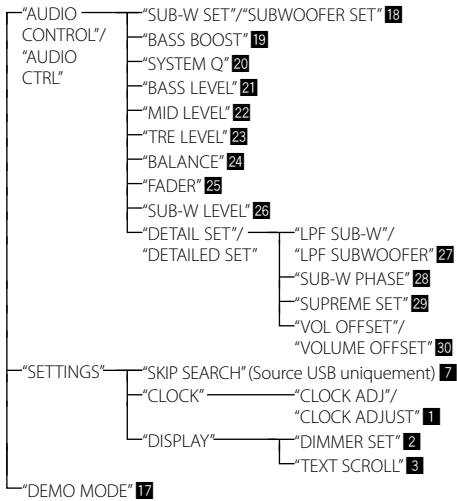 “AUDIO CONTROL”/ “AUDIO CTRL”
“SUB-W SET”/“SUBWOOFER SET” 18
“BASS BOOST” 19
“SYSTEM Q” 20
“BASS LEVEL” 21
“MID LEVEL” 22
“TRE LEVEL” 23
“BALANCE” 24
“FADER” 25
“SUB-W LEVEL” 26
“DETAIL SET”/
“DETAILED SET”
“LPF SUB-W”/
“LPF SUBWOOFER” 27
“SUB-W PHASE” 28
“SUPREME SET” 29
“VOL OFFSET”/
“VOLUME OFFSET” 30
“SETTINGS”
“SKIP SEARCH” (Source USB uniquement) 7
“CLOCK”
“CLOCK ADJ”/
“CLOCK ADJUST” 1
“DISPLAY”
“DIMMER SET” 2
“TEXT SCROLL” 3
“DEMO MODE” 17